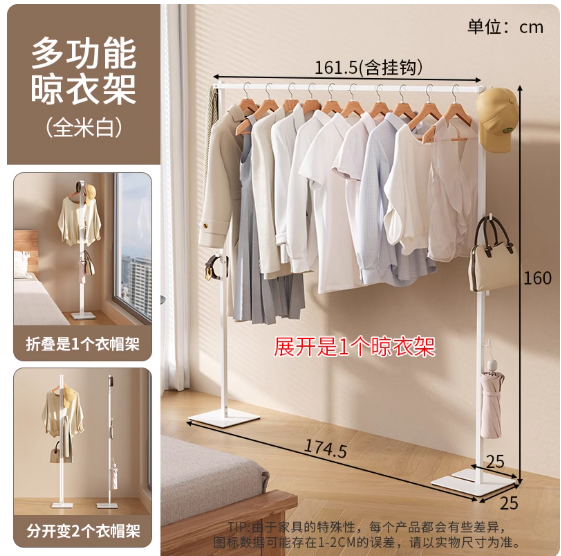 多功能
晾衣架
（全米白）
单位：cm
161.5(含挂钩）
160
展开是1个晾衣架
折叠是1个衣帽架
174.5
25
25
分开变2个衣帽架
TIP:由于家具的特殊性，每个产品都会有些差异，
图标数据可能存在1-2CM的误差，请以实物尺寸为准。